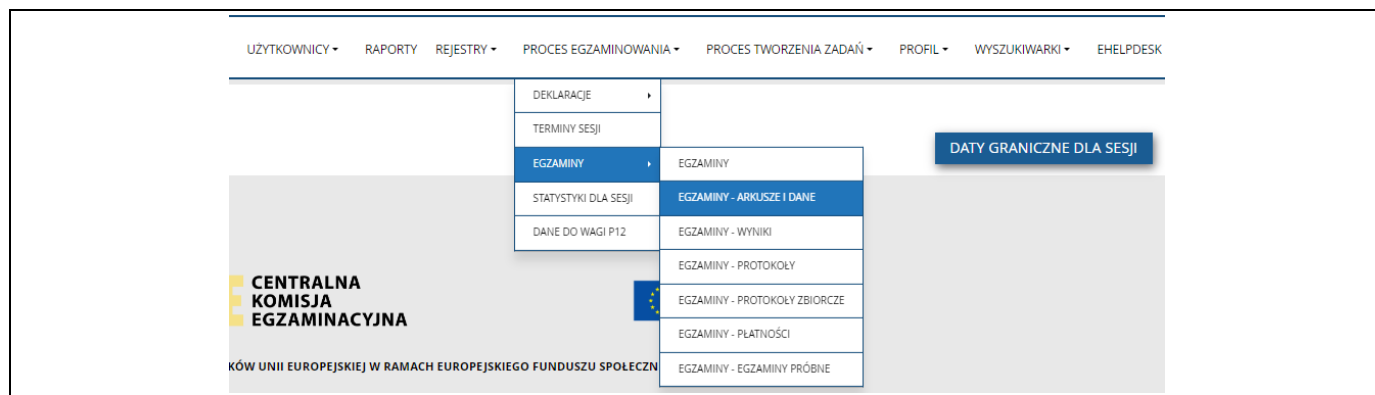 UŻYTKOWNICY RAPORTY REJESTRY PROCES EGZAMINOWANIA PROCES TWORZENIA ZADAŃ PROFIL WYSZUKIWARKI EHELPDESK
DEKLARACJE
TERMINY SESJI
DATY GRANICZNE DLA SESJI
EGZAMINY
STATYSTYKI DLA SESJI
DANE DO WAGI P12
EGZAMINY
EGZAMINY - ARKUSZE I DANE
EGZAMINY - WYNIKI
EGZAMINY - PROTOKOŁY
EGZAMINY - PROTOKOŁY ZBIORCZE
EGZAMINY - PŁATNOŚCI
EGZAMINY - EGZAMINY PRÓBNE
CENTRALNA
KOMISJA
EGZAMINACYJNA
KÓW UNII EUROPEJSKIEJ W RAMACH EUROPEJSKIEGO FUNDUSZU SPOŁECZN